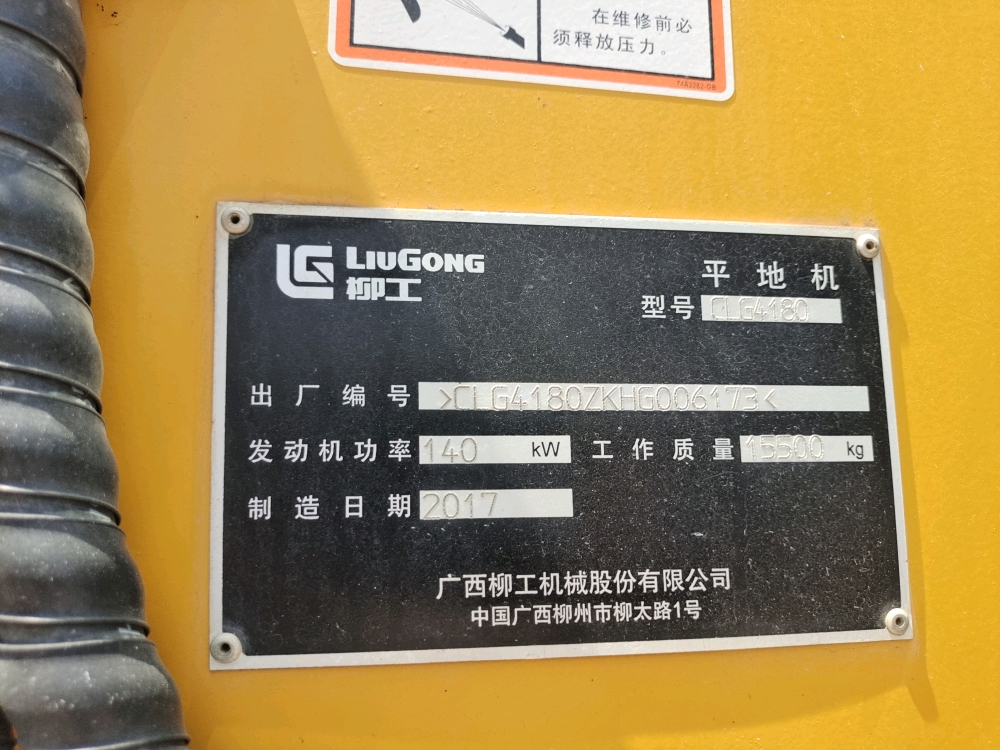 在维修前必
须释放压力。
LIUGONG
柳工
平地机
型号 CLG4180
出厂编号 >CLG4180ZKHG006173<
发动机功率 140 kW 工作质量 15500 kg
制造日期 2017
广西柳工机械股份有限公司
中国广西柳州市柳太路1号